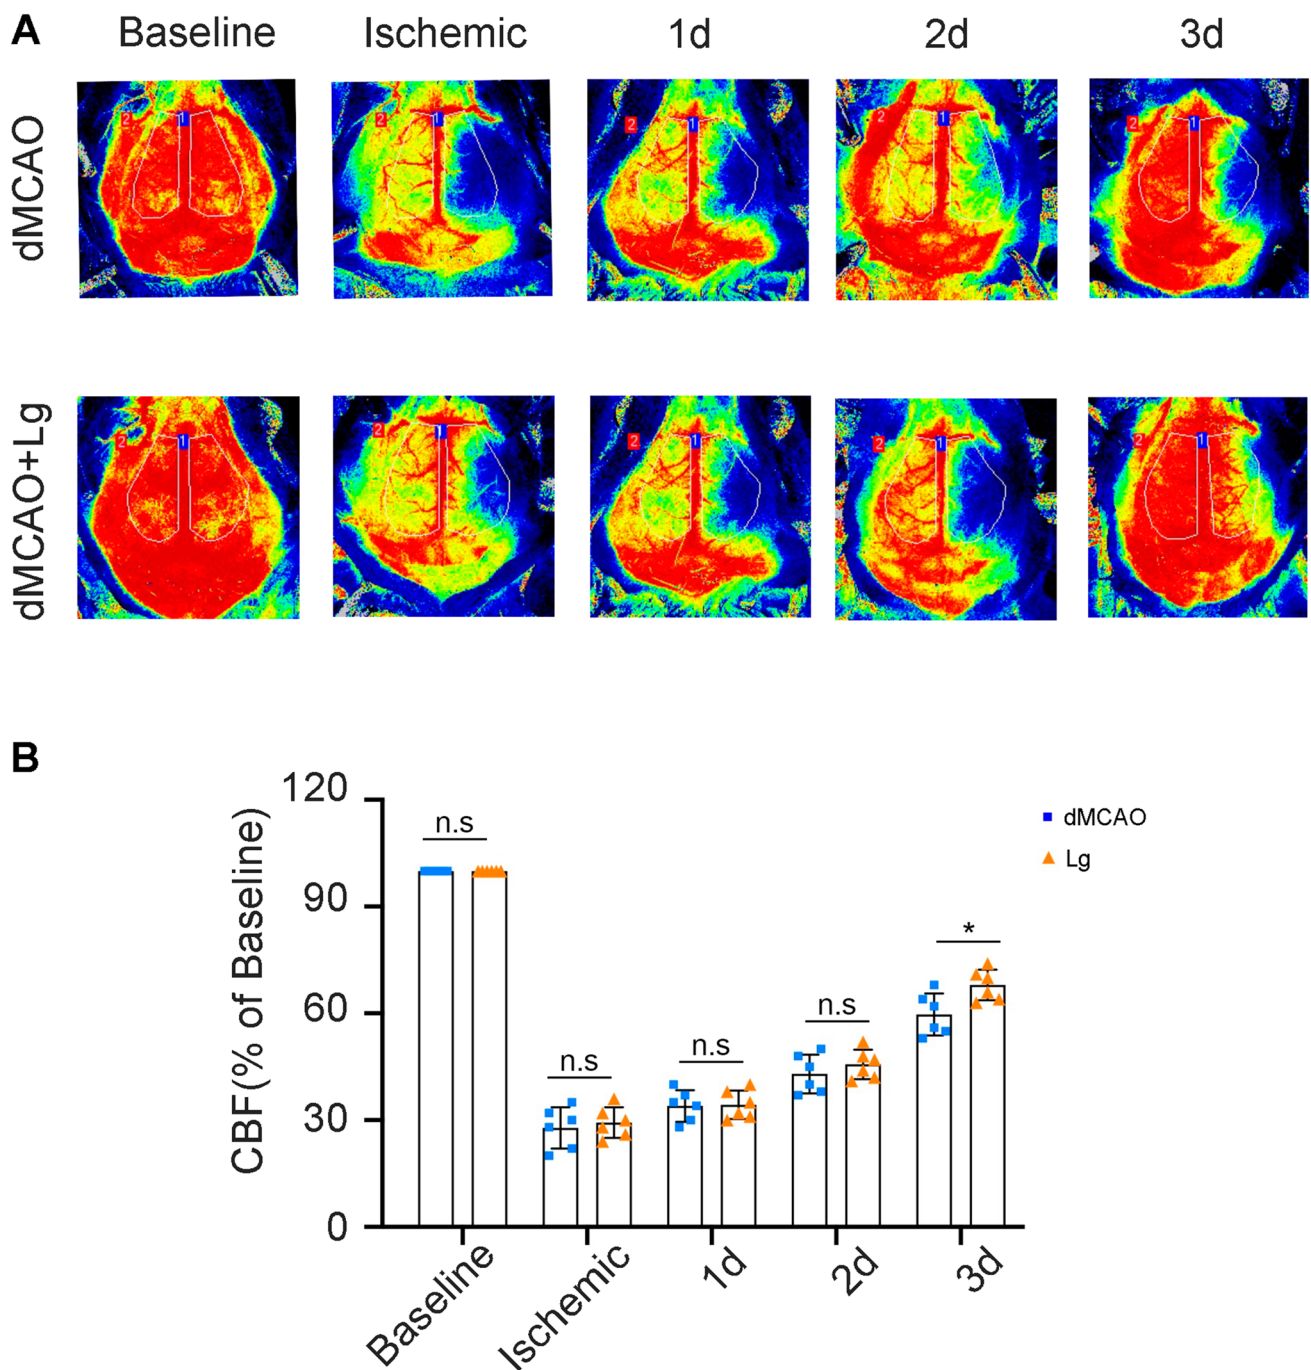 A
Baseline Ischemic 1d 2d 3d
dMCAO
2 1 2 1 2 1 2 1 2 1
dMCAO+Lg
2 1 2 1 2 1 2 1 2 1
B
CBF(% of Baseline)
120
90
60
30
0
n.s
n.s
n.s
n.s
*
dMCAO
Lg
Baseline
Ischemic
1d
2d
3d